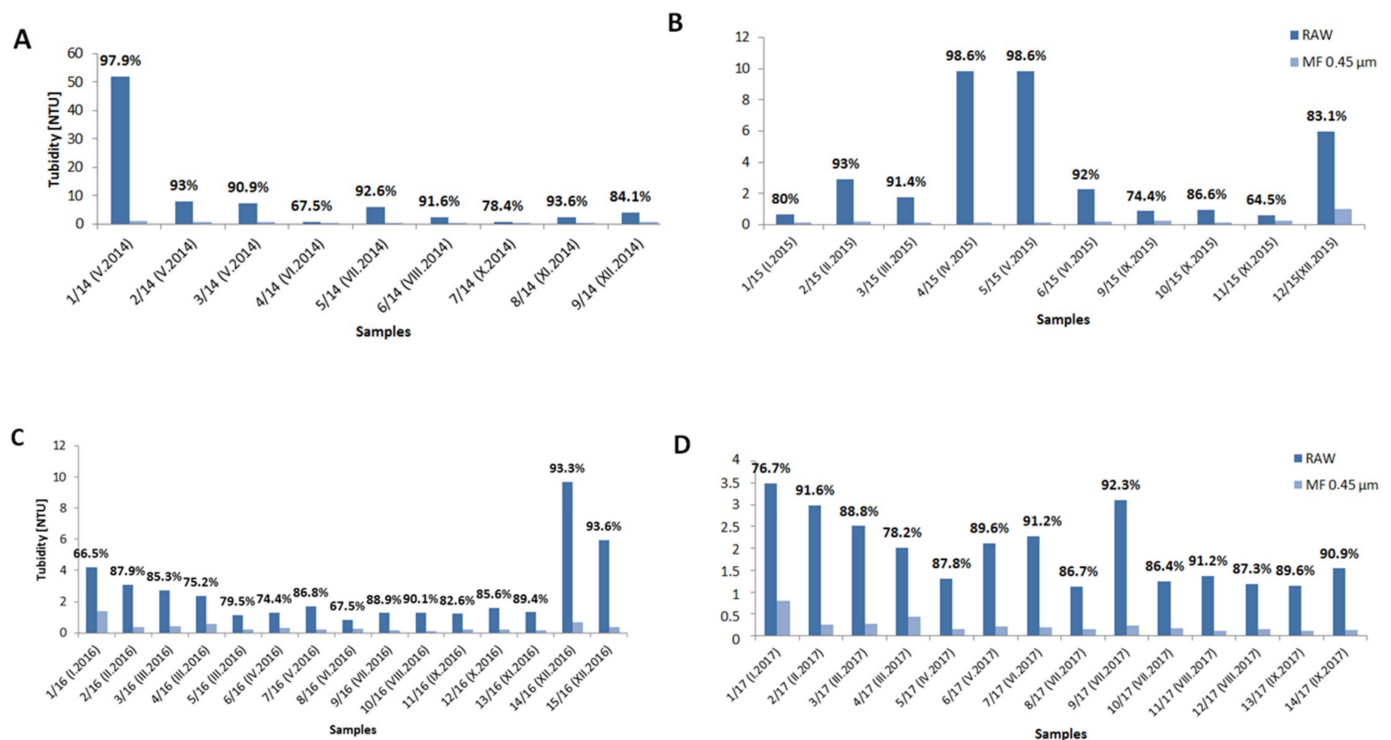 A
Tubidity [NTU]
60
50
40
30
20
10
0
97.9%
93%
90.9%
67.5%
92.6%
91.6%
78.4%
93.6%
84.1%
1/14 (V.2014)
2/14 (V.2014)
3/14 (V.2014)
4/14 (VI.2014)
5/14 (VII.2014)
6/14 (VIII.2014)
7/14 (X.2014)
8/14 (XI.2014)
9/14 (XII.2014)
Samples
B
12
10
8
6
4
2
0
80%
93%
91.4%
98.6%
98.6%
92%
74.4%
86.6%
64.5%
83.1%
RAW
MF 0.45 µm
1/15 (I.2015)
2/15 (II.2015)
3/15 (III.2015)
4/15 (IV.2015)
5/15 (V.2015)
6/15 (VI.2015)
9/15 (IX.2015)
10/15 (X.2015)
11/15 (XI.2015)
12/15(XII.2015)
Samples
C
Tubidity [NTU]
12
10
8
6
4
2
0
66.5%
87.9%
85.3%
75.2%
79.5%
74.4%
86.8%
67.5%
88.9%
90.1%
82.6%
85.6%
89.4%
93.3%
93.6%
1/16 (I.2016)
2/16 (II.2016)
3/16 (III.2016)
4/16 (III.2016)
5/16 (III.2016)
6/16 (IV.2016)
7/16 (V.2016)
8/16 (VI.2016)
9/16 (VII.2016)
10/16 (VIII.2016)
11/16 (IX.2016)
12/16 (X.2016)
13/16 (XI.2016)
14/16 (XII.2016)
15/16 (XII.2016)
Samples
D
4
3.5
3
2.5
2
1.5
1
0.5
0
76.7%
91.6%
88.8%
78.2%
87.8%
89.6%
91.2%
86.7%
92.3%
86.4%
91.2%
87.3%
89.6%
90.9%
RAW
MF 0.45 µm
1/17 (I.2017)
2/17 (II.2017)
3/17 (III.2017)
4/17 (III.2017)
5/17 (IV.2017)
6/17 (V.2017)
7/17 (VI.2017)
8/17 (VII.2017)
9/17 (VII.2017)
10/17 (VII.2017)
11/17 (VIII.2017)
12/17 (VIII.2017)
13/17 (IX.2017)
14/17 (IX.2017)
Samples